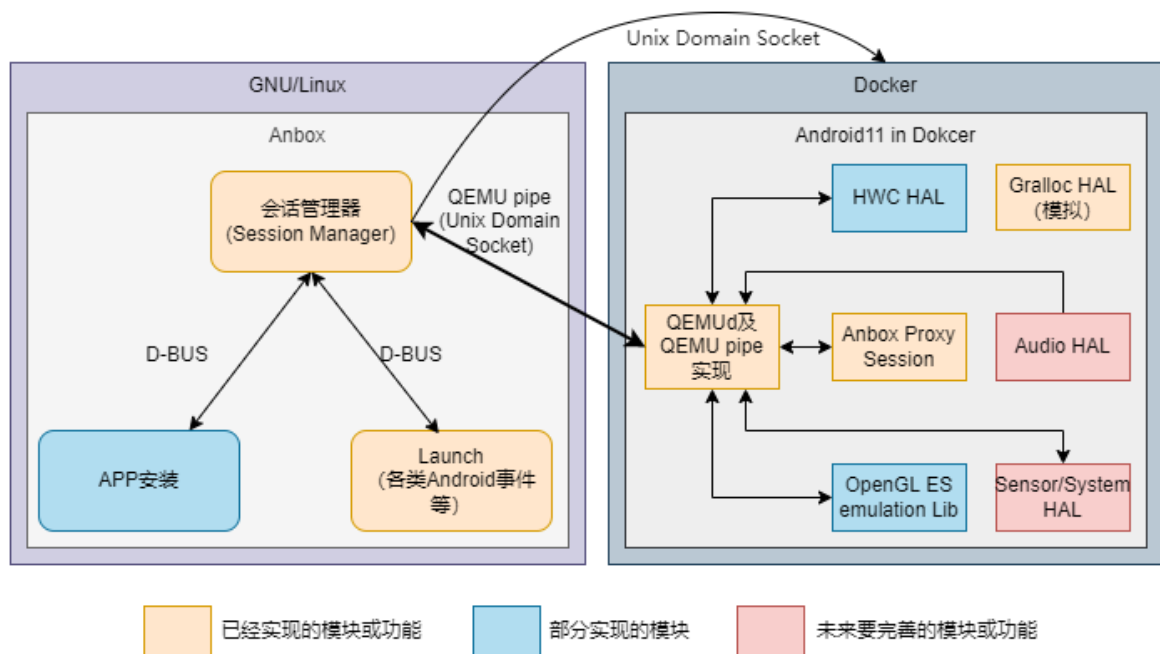 Unix Domain Socket
GNU/Linux
Docker
Anbox
Android11 in Dokcer
会话管理器
(Session Manager)
QEMU pipe
(Unix Domain
Socket)
HWC HAL
Gralloc HAL
（模拟）
D-BUS
D-BUS
QEMUd及
QEMU pipe
实现
Anbox Proxy
Session
Audio HAL
APP安装
Launch
（各类Android事件
等）
OpenGL ES
emulation Lib
Sensor/System
HAL
已经实现的模块或功能
部分实现的模块
未来要完善的模块或功能